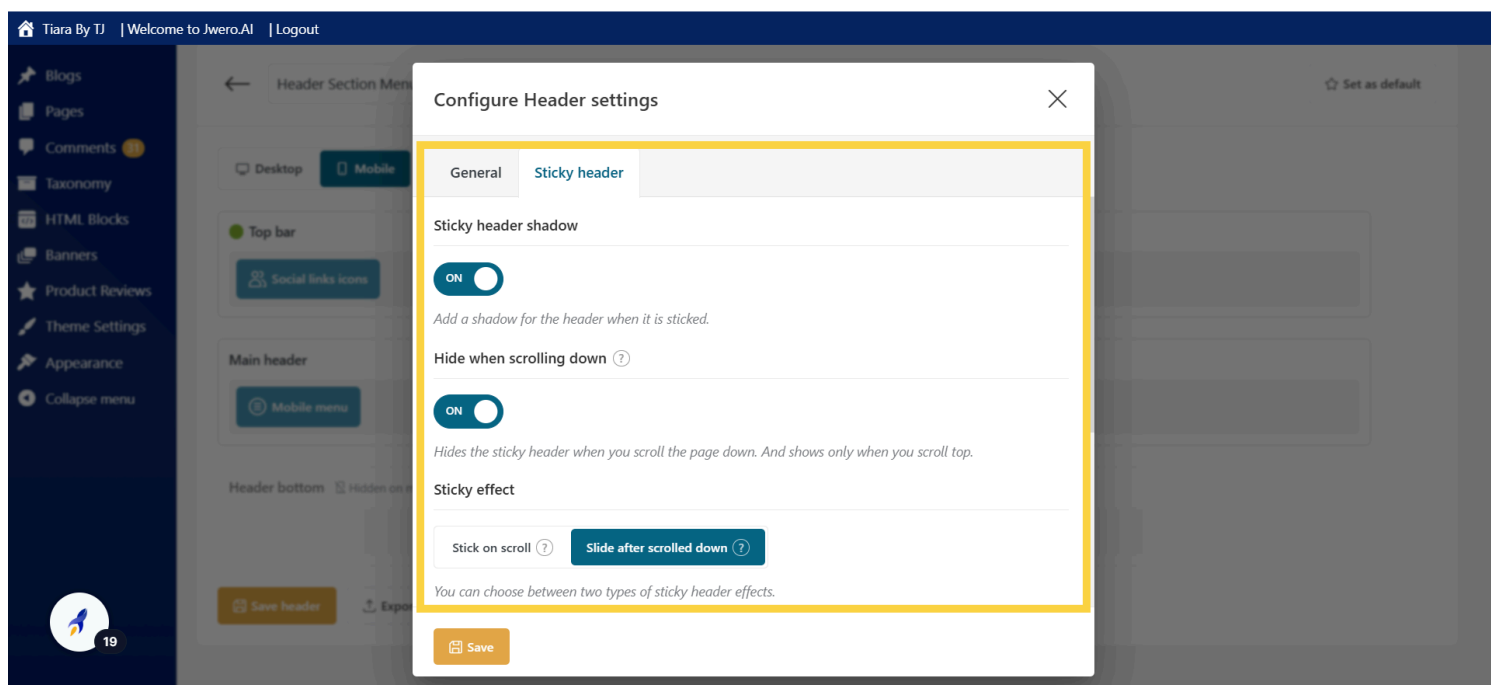 Tiara By TJ | Welcome to Jwero.AI | Logout
Blogs
Pages
Comments 31
Taxonomy
HTML Blocks
Banners
Product Reviews
Theme Settings
Appearance
Collapse menu
19
Header Section
Set as default
Desktop
Mobile
Top bar
Social links icons
Main header
Mobile menu
Header bottom Hidden on
Save header
Configure Header settings
General
Sticky header
Sticky header shadow
ON
Add a shadow for the header when it is sticked.
Hide when scrolling down ?
ON
Hides the sticky header when you scroll the page down. And shows only when you scroll top.
Sticky effect
Stick on scroll ?
Slide after scrolled down ?
You can choose between two types of sticky header effects.
Save